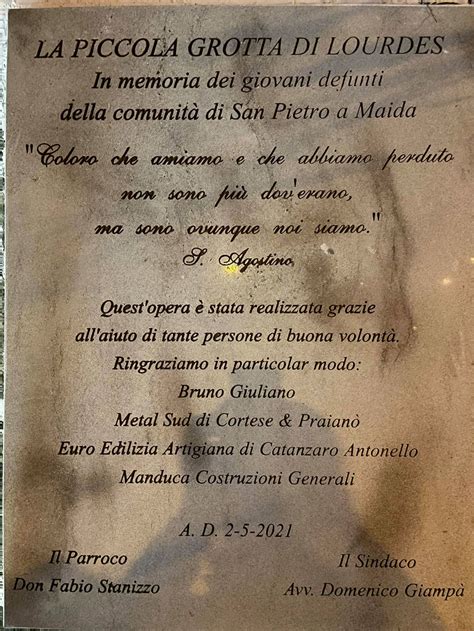 LA PICCOLA GROTTA DI LOURDES
In memoria dei giovani defunti
della comunità di San Pietro a Maida
"Coloro che amiamo e che abbiamo perduto
non sono più dov'erano,
ma sono ovunque noi siamo."
S. Agostino
Quest'opera è stata realizzata grazie
all'aiuto di tante persone di buona volontà.
Ringraziamo in particolar modo:
Bruno Giuliano
Metal Sud di Cortese & Praianò
Euro Edilizia Artigiana di Catanzaro Antonello
Manduca Costruzioni Generali
A. D. 2-5-2021
Il Parroco
Don Fabio Stanizzo
Il Sindaco
Avv. Domenico Giampà